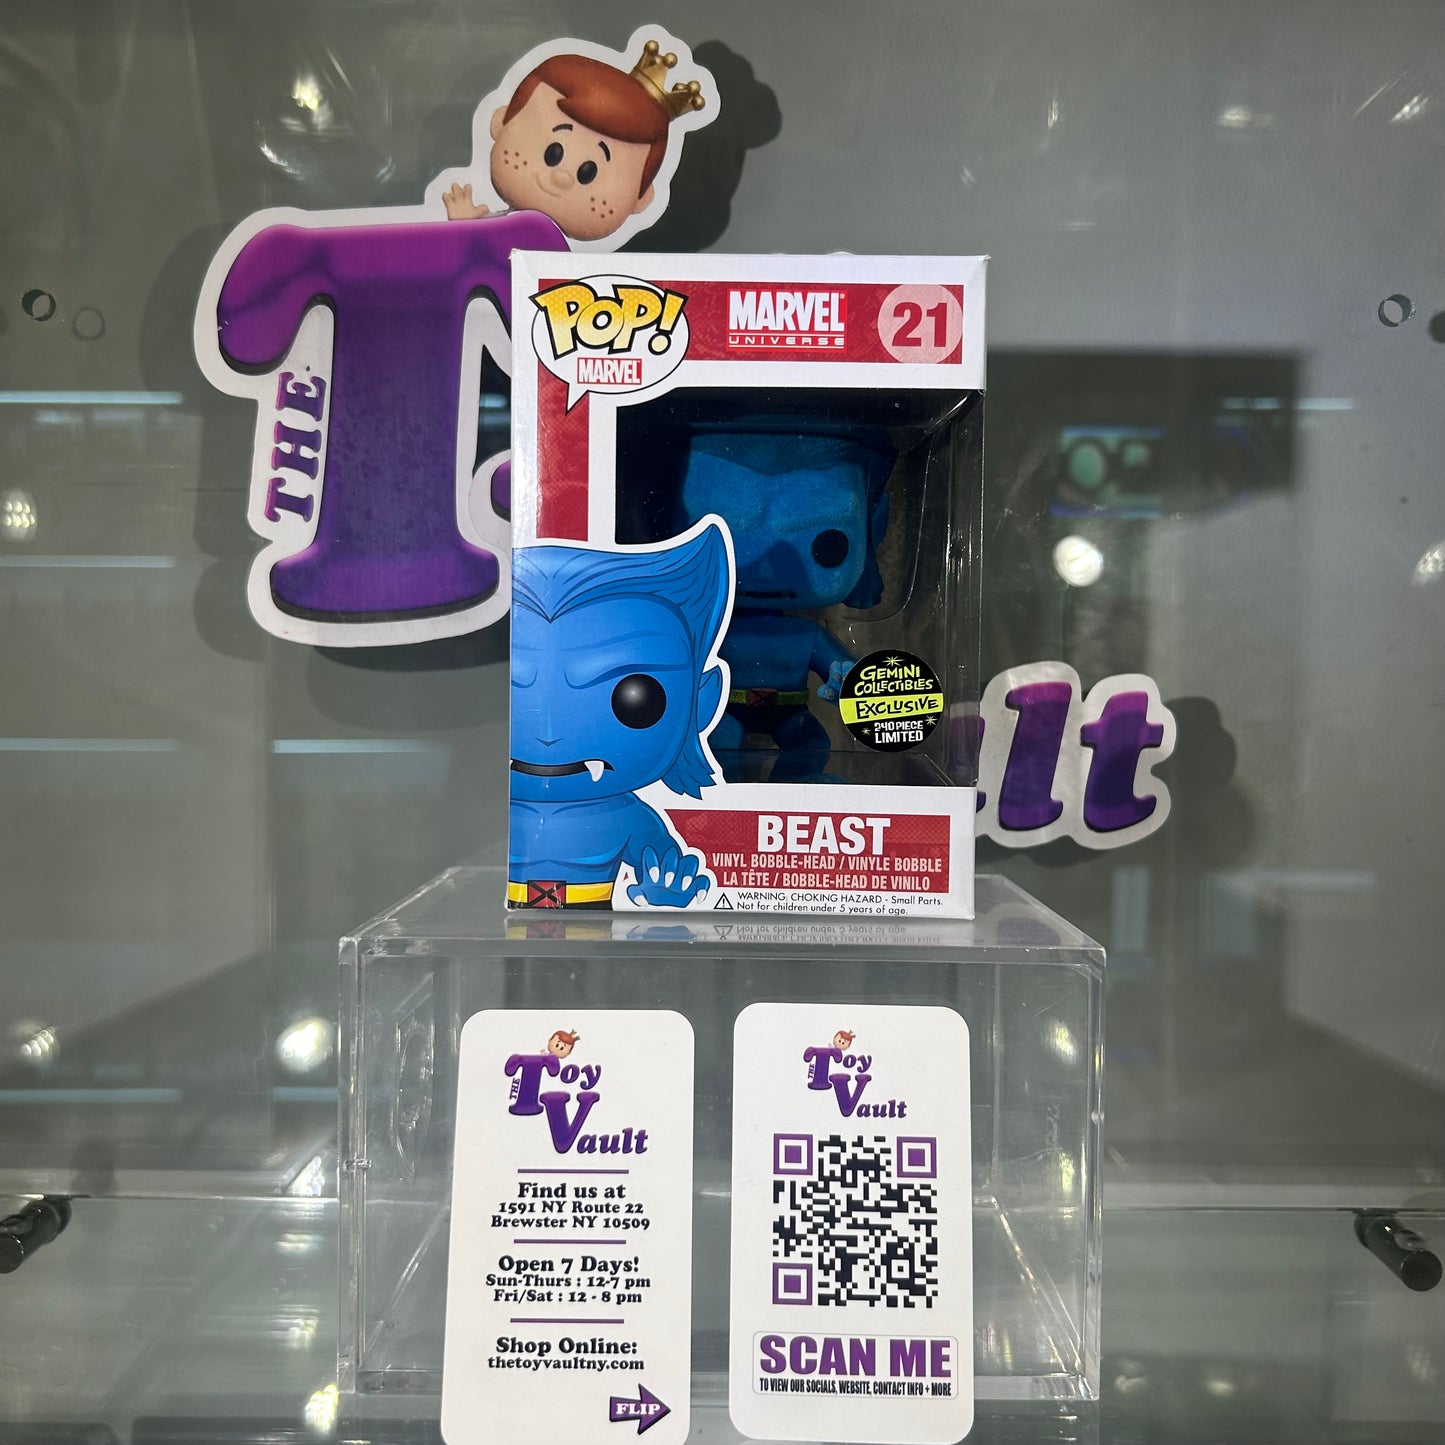 THE
T
ult
POP!
MARVEL
MARVEL
UNIVERSE
21
GEMINI
COLLECTIBLES
EXCLUSIVE
240 PIECE
LIMITED
BEAST
VINYL BOBBLE-HEAD / VINYLE BOBBLE
LA TÊTE / BOBBLE-HEAD DE VINILO
WARNING: CHOKING HAZARD - Small Parts.
Not for children under 5 years of age.
THE Toy
Vault
Find us at
1591 NY Route 22
Brewster NY 10509
Open 7 Days!
Sun-Thurs : 12-7 pm
Fri/Sat : 12 - 8 pm
Shop Online:
thetoyvaultny.com
FLIP
THE Toy
Vault
SCAN ME
TO VIEW OUR SOCIALS, WEBSITE, CONTACT INFO + MORE